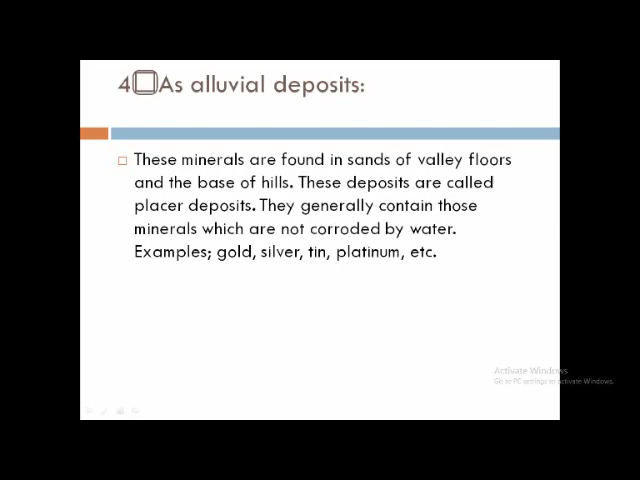 4□As alluvial deposits:
□ These minerals are found in sands of valley floors
and the base of hills. These deposits are called
placer deposits. They generally contain those
minerals which are not corroded by water.
Examples; gold, silver, tin, platinum, etc.
Activate Windows
Go to PC settings to activate Windows.